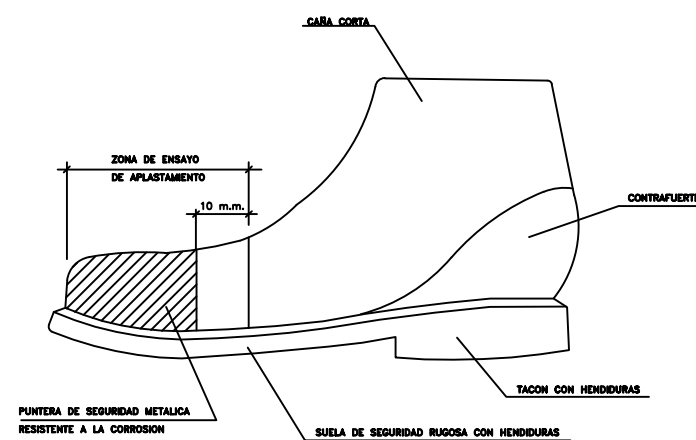 CAÑA CORTA
ZONA DE ENSAYO
DE APLASTAMIENTO
10 m.m.
CONTRAFUERTE
TACON CON HENDIDURAS
PUNTERA DE SEGURIDAD METALICA
RESISTENTE A LA CORROSION
SUELA DE SEGURIDAD RUGOSA CON HENDIDURAS